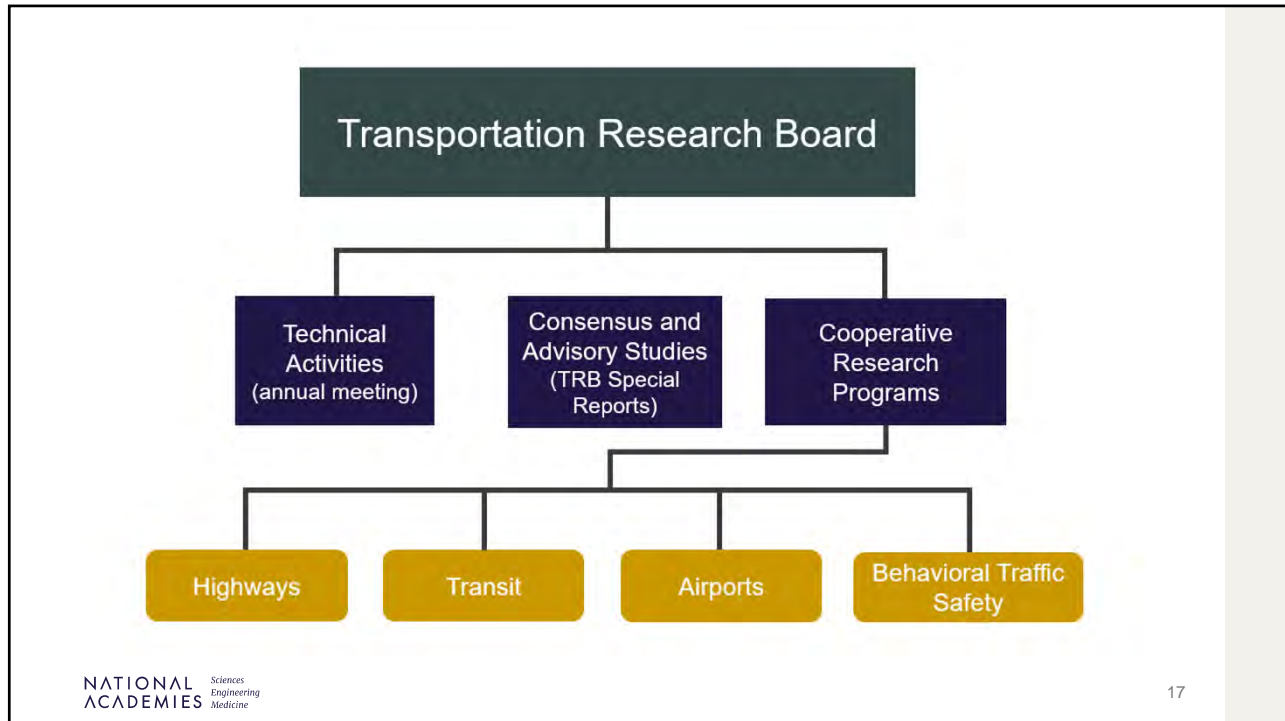 Transportation Research Board
Technical
Activities
(annual meeting)
Consensus and
Advisory Studies
(TRB Special
Reports)
Cooperative
Research
Programs
Highways
Transit
Airports
Behavioral Traffic
Safety
NATIONAL
ACADEMIES
Sciences
Engineering
Medicine
17